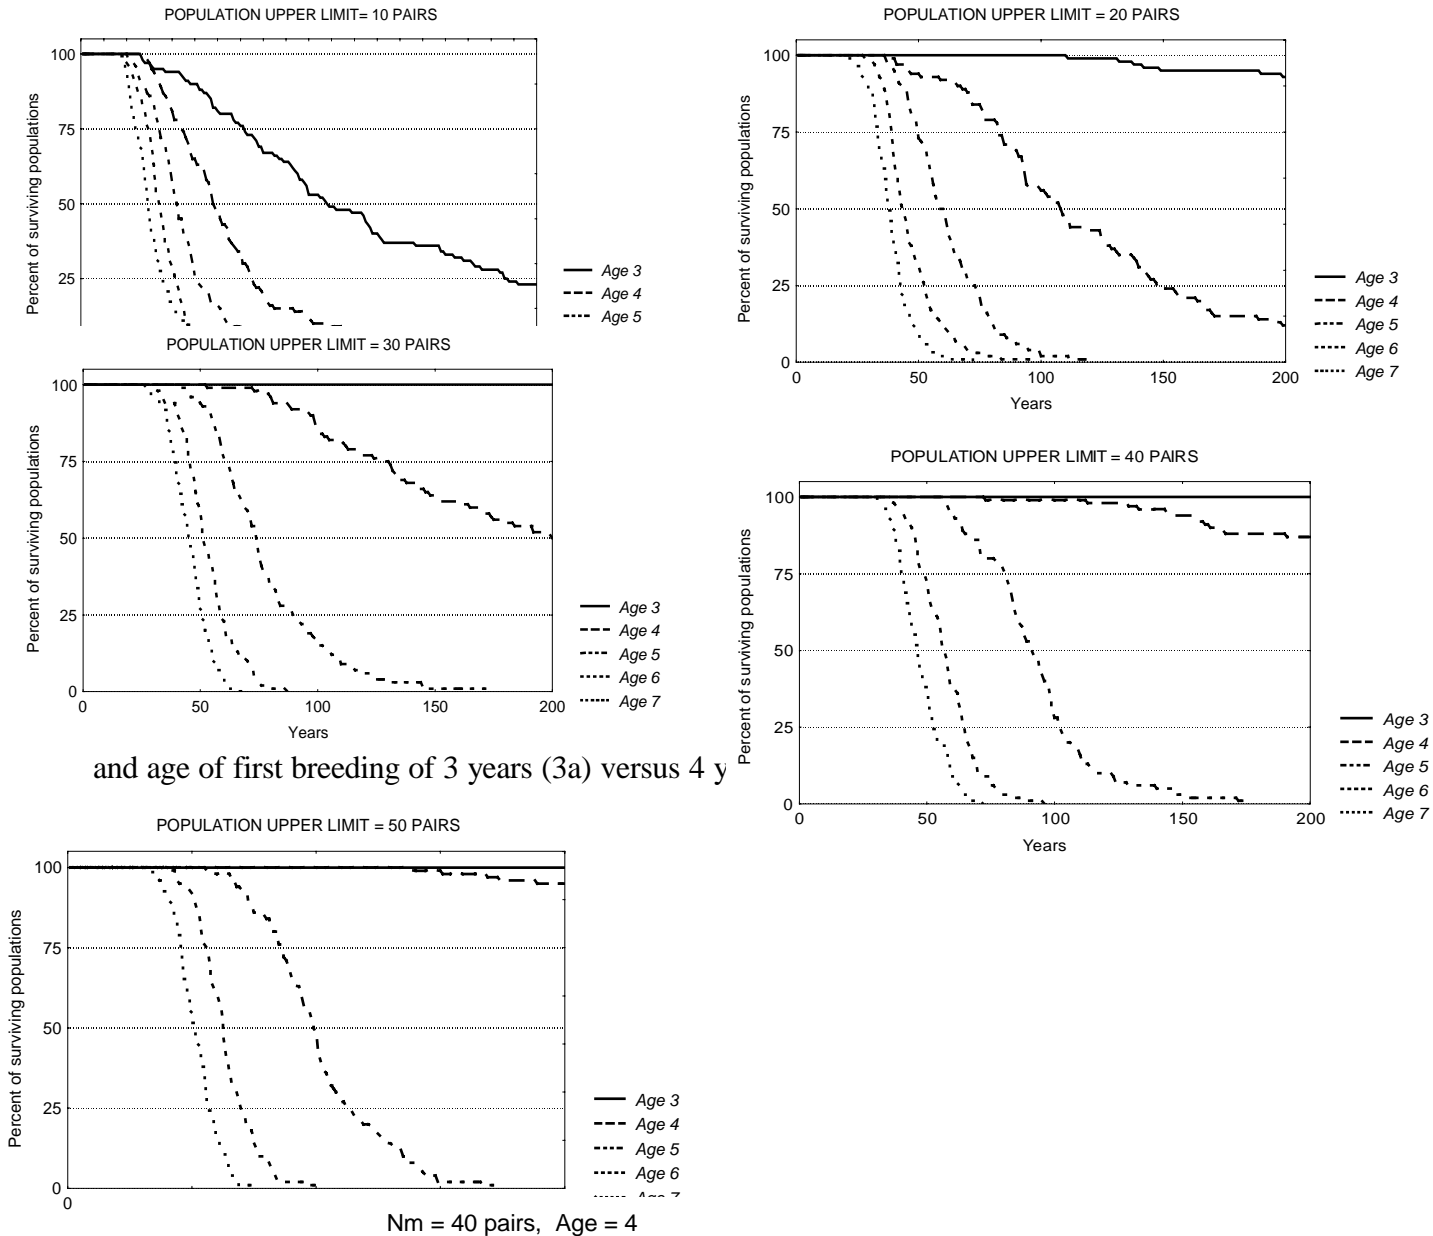 POPULATION UPPER LIMIT= 10 PAIRS
Percent of surviving populations
100
75
50
25
Age 3
Age 4
Age 5
POPULATION UPPER LIMIT = 20 PAIRS
Percent of surviving populations
100
75
50
25
0
0 50 100 150 200
Years
Age 3
Age 4
Age 5
Age 6
Age 7
POPULATION UPPER LIMIT = 30 PAIRS
Percent of surviving populations
100
75
50
25
0
0 50 100 150 200
Years
Age 3
Age 4
Age 5
Age 6
Age 7
POPULATION UPPER LIMIT = 40 PAIRS
Percent of surviving populations
100
75
50
25
0
0 50 100 150 200
Years
Age 3
Age 4
Age 5
Age 6
Age 7
and age of first breeding of 3 years (3a) versus 4 y
POPULATION UPPER LIMIT = 50 PAIRS
Percent of surviving populations
100
75
50
25
0
0
Age 3
Age 4
Age 5
Age 6
Nm = 40 pairs, Age = 4